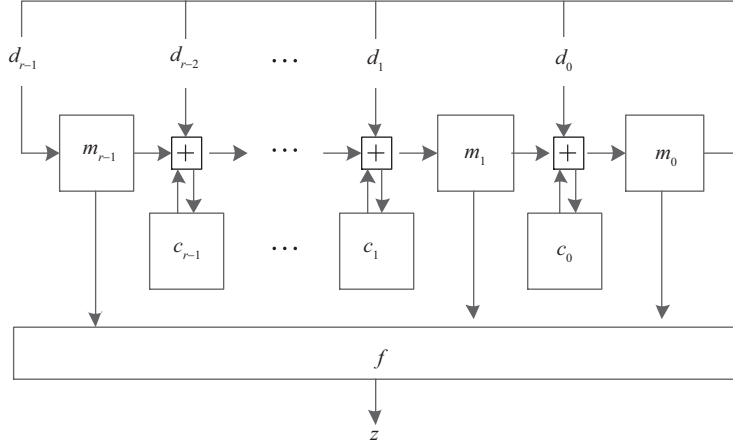 d_{r-1} d_{r-2} ... d_1 d_0
m_{r-1} + ... + m_1 + m_0
c_{r-1} ... c_1 c_0
f
z